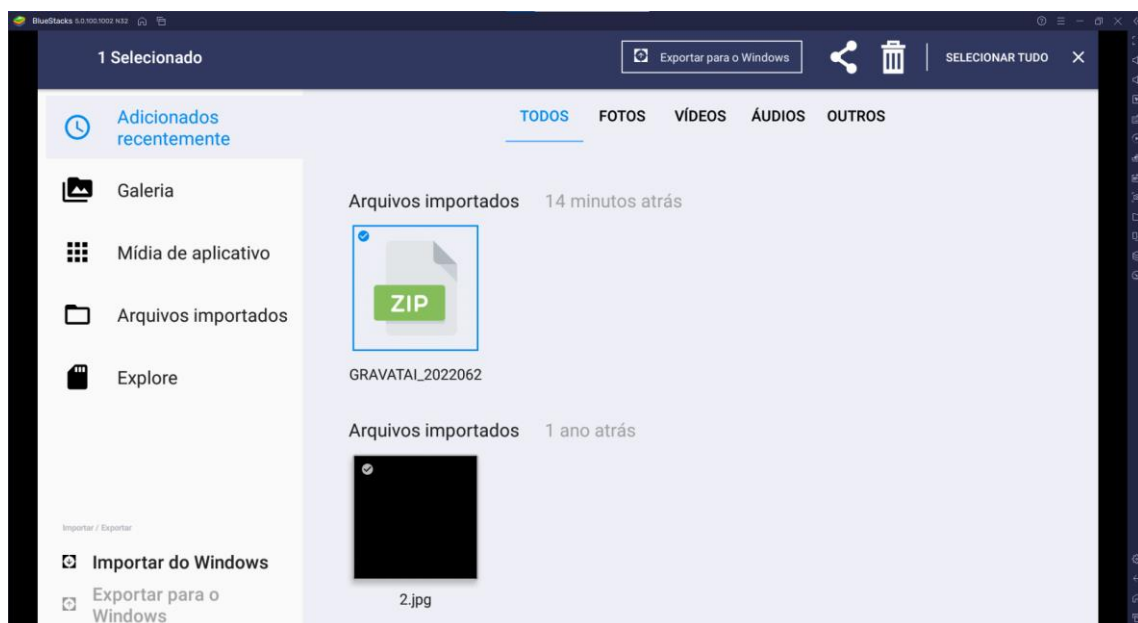 BlueStacks 5.0.100.1002 N32
1 Selecionado
Exportar para o Windows
SELECIONAR TUDO
Adicionados
recentemente
Galeria
Mídia de aplicativo
Arquivos importados
Explore
Importar / Exportar
Importar do Windows
Exportar para o
Windows
TODOS FOTOS VÍDEOS ÁUDIOS OUTROS
Arquivos importados 14 minutos atrás
ZIP
GRAVATAI_2022062
Arquivos importados 1 ano atrás
2.jpg